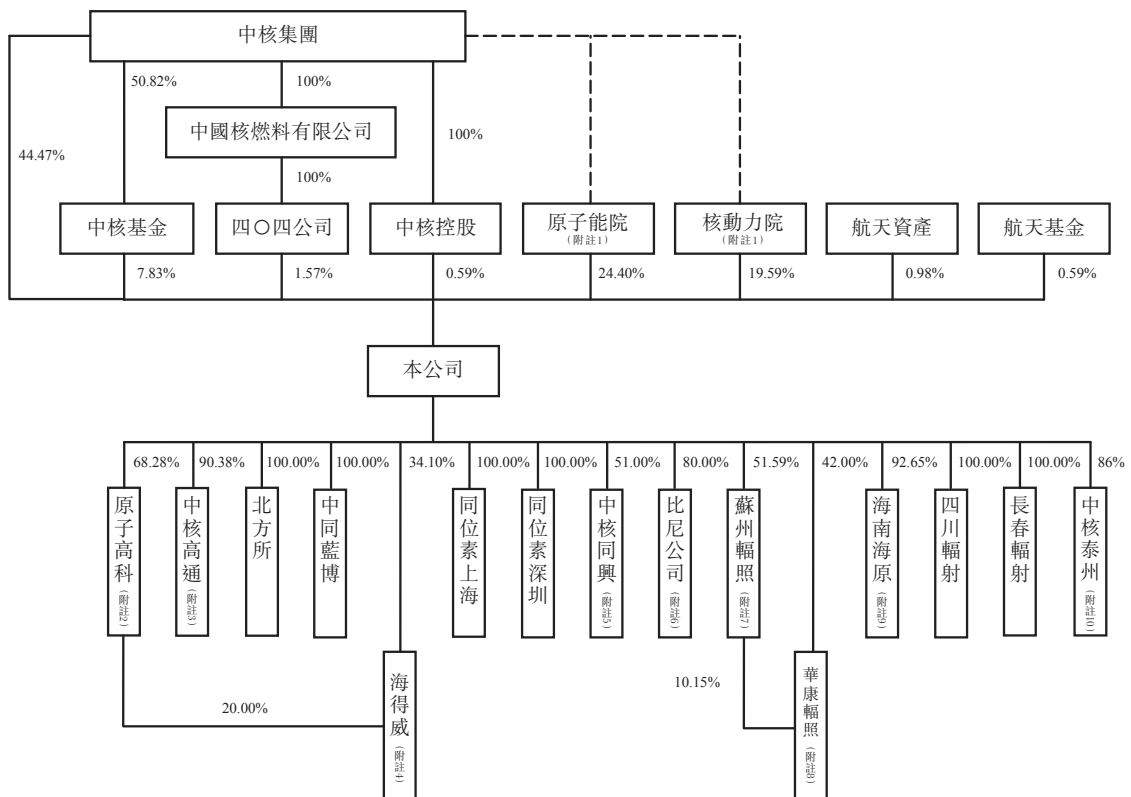 中核集團
50.82%
100%
中國核燃料有限公司
100%
44.47%
100%
中核基金
四〇四公司
中核控股
原子能院
(附註1)
核動力院
(附註1)
航天資產
航天基金
7.83%
1.57%
0.59%
24.40%
19.59%
0.98%
0.59%
本公司
68.28%
90.38%
100.00%
100.00%
34.10%
100.00%
100.00%
51.00%
80.00%
51.59%
42.00%
92.65%
100.00%
100.00%
86%
原子高科(附註2)
中核高通(附註3)
北方所
中同藍博
同位素上海
同位素深圳
中核同興(附註5)
比尼公司(附註6)
蘇州輻照(附註7)
海南海原(附註9)
四川輻射
長春輻射
中核泰州(附註10)
20.00%
海得威(附註4)
10.15%
華康輻照(附註8)